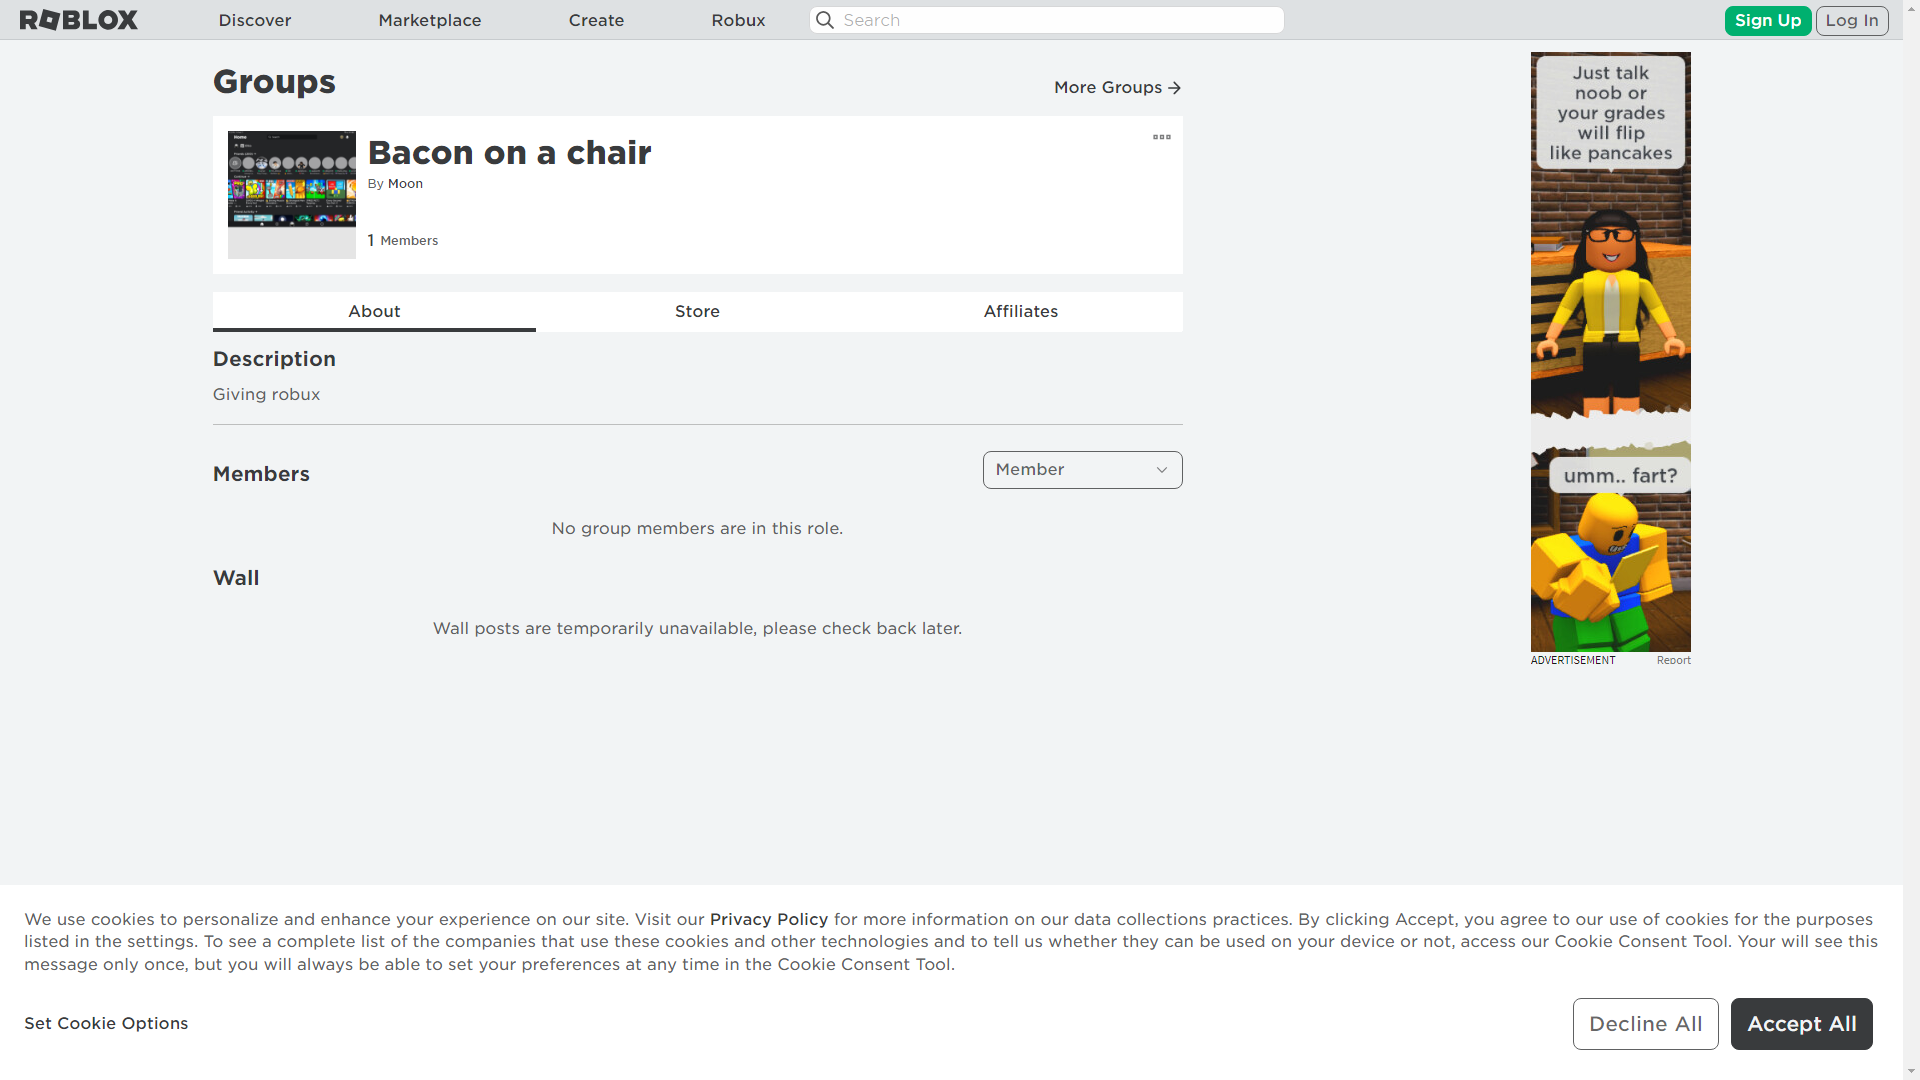 ROBLOX
Discover
Marketplace
Create
Robux
Search
Sign Up
Log In
Groups
More Groups
Bacon on a chair
By Moon
1 Members
About
Store
Affiliates
Description
Giving robux
Members
Member
No group members are in this role.
Wall
Wall posts are temporarily unavailable, please check back later.
Just talk
noob or
your grades
will flip
like pancakes
umm.. fart?
ADVERTISEMENT
Report
We use cookies to personalize and enhance your experience on our site. Visit our Privacy Policy for more information on our data collections practices. By clicking Accept, you agree to our use of cookies for the purposes
listed in the settings. To see a complete list of the companies that use these cookies and other technologies and to tell us whether they can be used on your device or not, access our Cookie Consent Tool. Your will see this
message only once, but you will always be able to set your preferences at any time in the Cookie Consent Tool.
Set Cookie Options
Decline All
Accept All